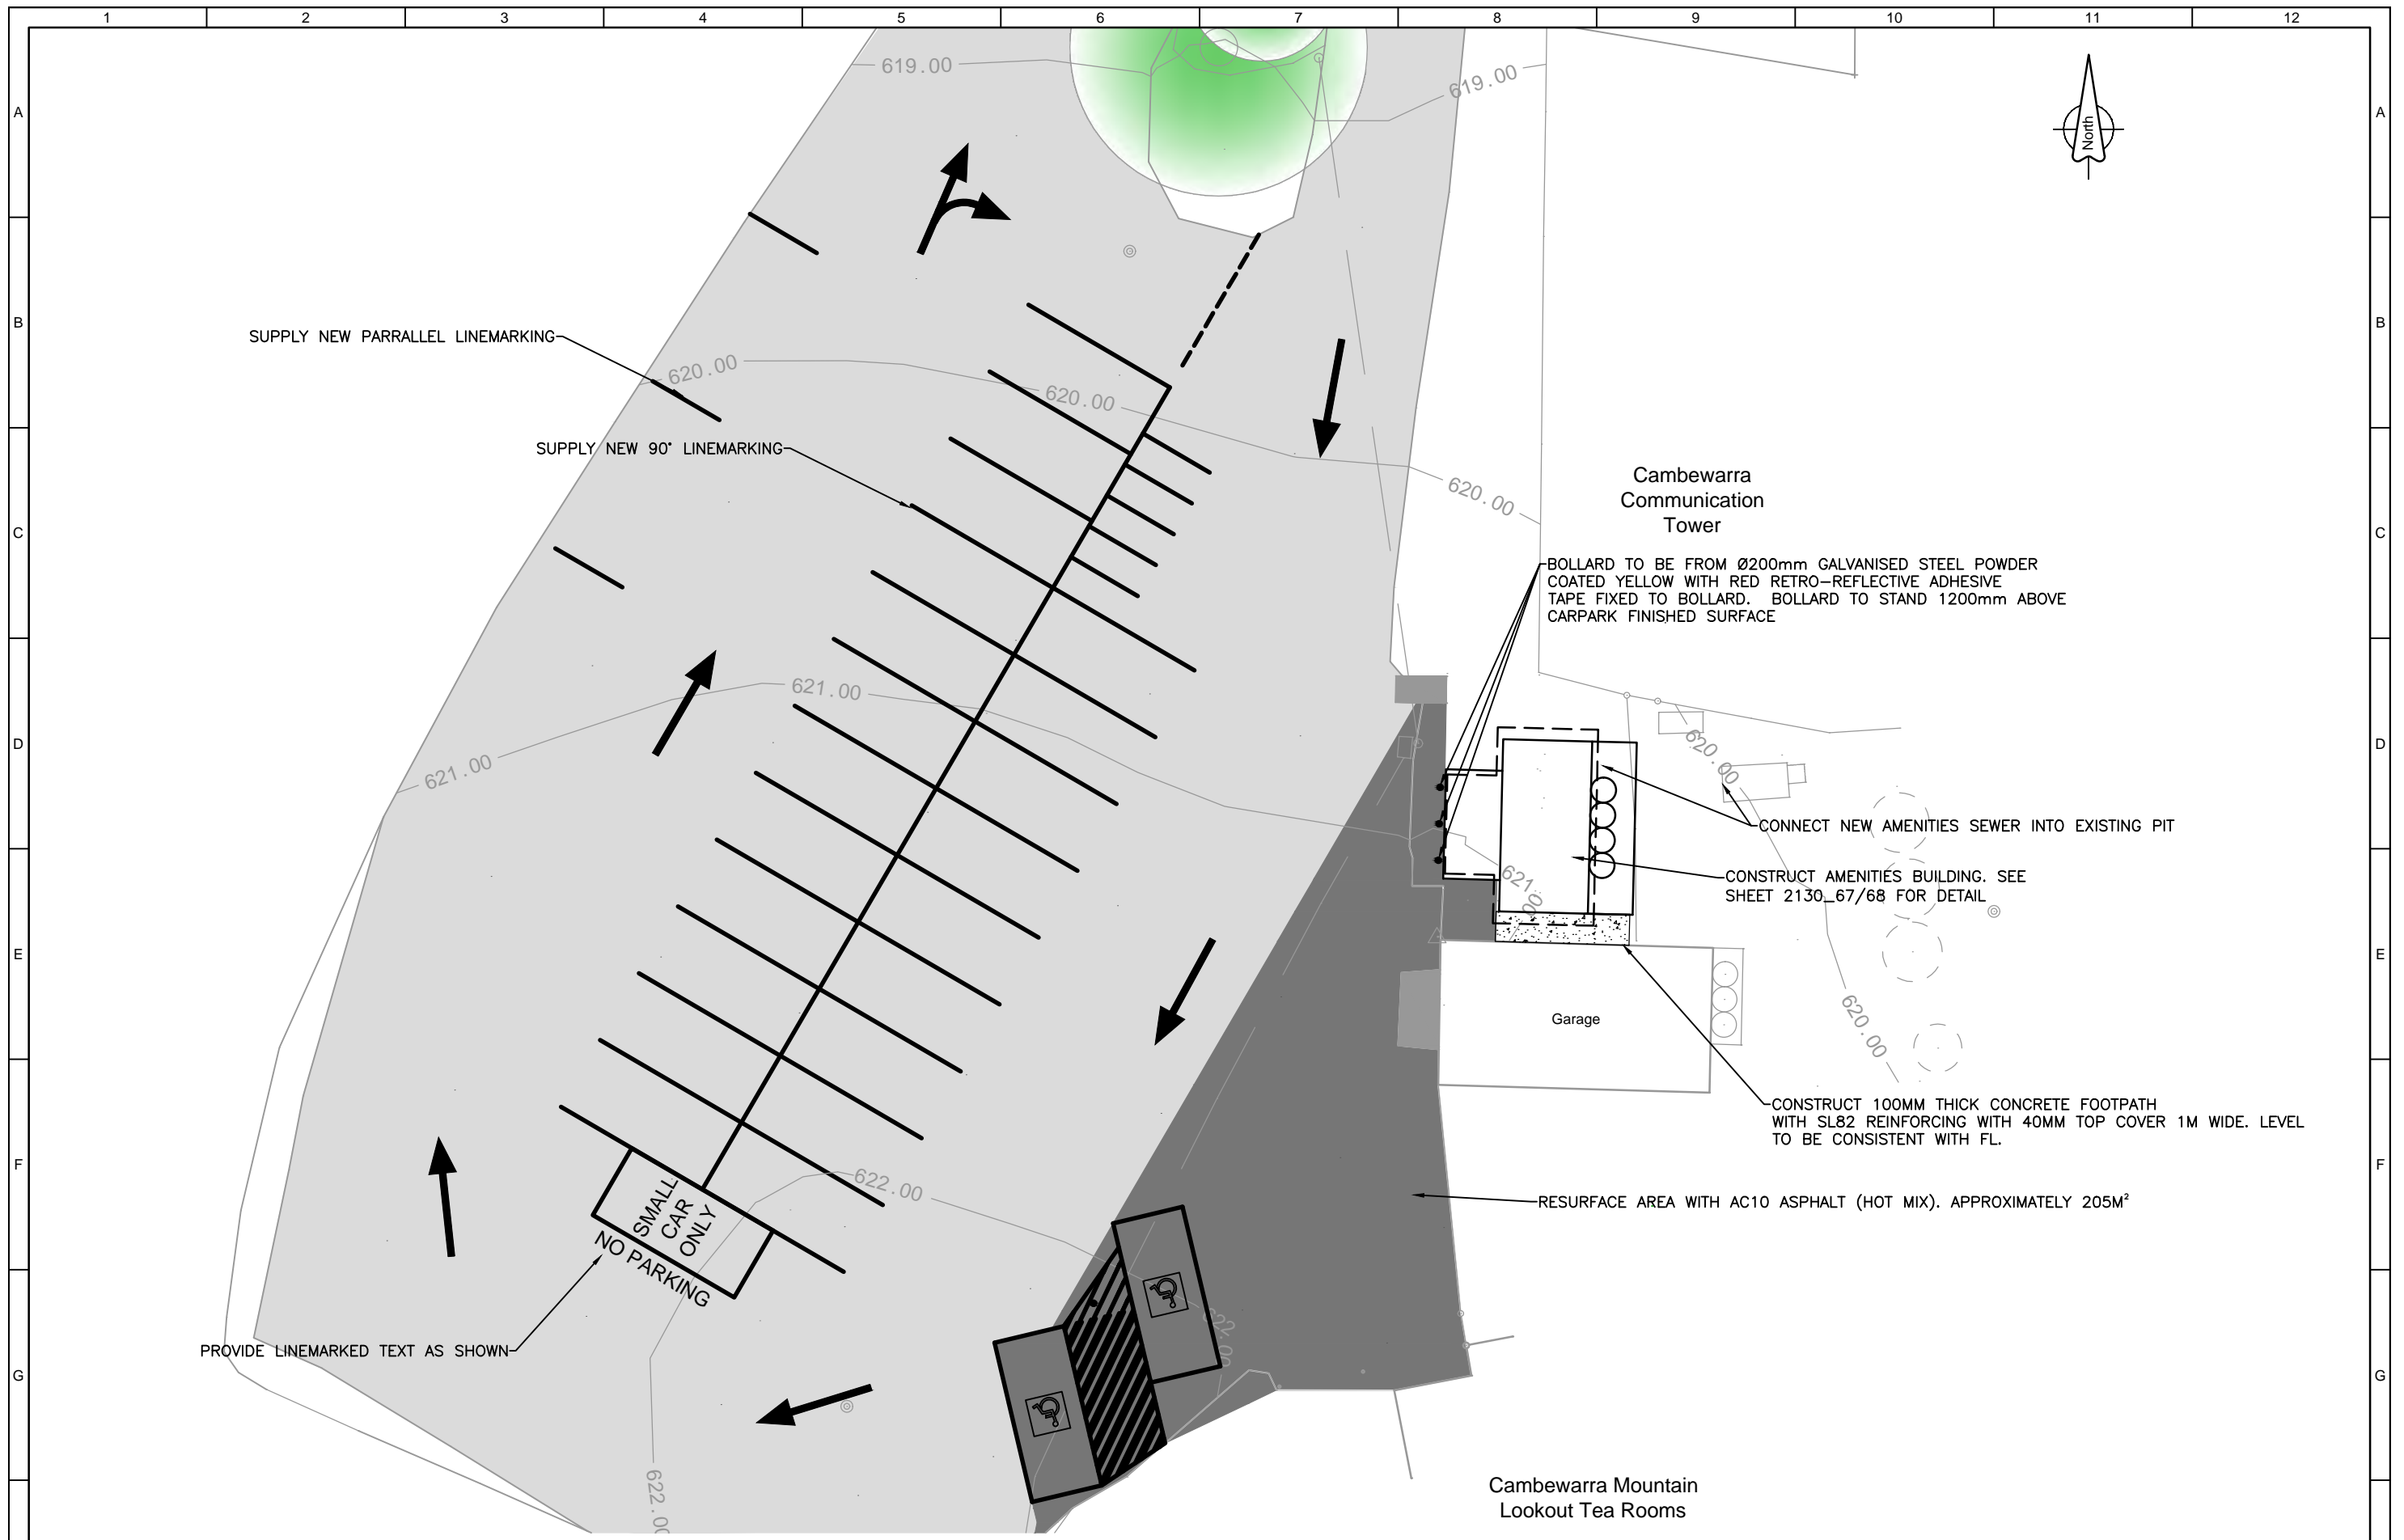 1 2 3 4 5 6 7 8 9 10 11 12
A A
619.00
619.00
North
B B
SUPPLY NEW PARRALLEL LINEMARKING
620.00
620.00
SUPPLY NEW 90° LINEMARKING
620.00
Cambewarra
Communication
Tower
C C
BOLLARD TO BE FROM Ø200mm GALVANISED STEEL POWDER
COATED YELLOW WITH RED RETRO-REFLECTIVE ADHESIVE
TAPE FIXED TO BOLLARD. BOLLARD TO STAND 1200mm ABOVE
CARPARK FINISHED SURFACE
621.00
621.00
D D
620.00
CONNECT NEW AMENITIES SEWER INTO EXISTING PIT
CONSTRUCT AMENITIES BUILDING. SEE
SHEET 2130_67/68 FOR DETAIL
621.00
E E
Garage
620.00
CONSTRUCT 100MM THICK CONCRETE FOOTPATH
WITH SL82 REINFORCING WITH 40MM TOP COVER 1M WIDE. LEVEL
TO BE CONSISTENT WITH FL.
F F
622.00
RESURFACE AREA WITH AC10 ASPHALT (HOT MIX). APPROXIMATELY 205M²
SMALL
CAR
ONLY
NO PARKING
PROVIDE LINEMARKED TEXT AS SHOWN
622.00
G G
622.00
Cambewarra Mountain
Lookout Tea Rooms